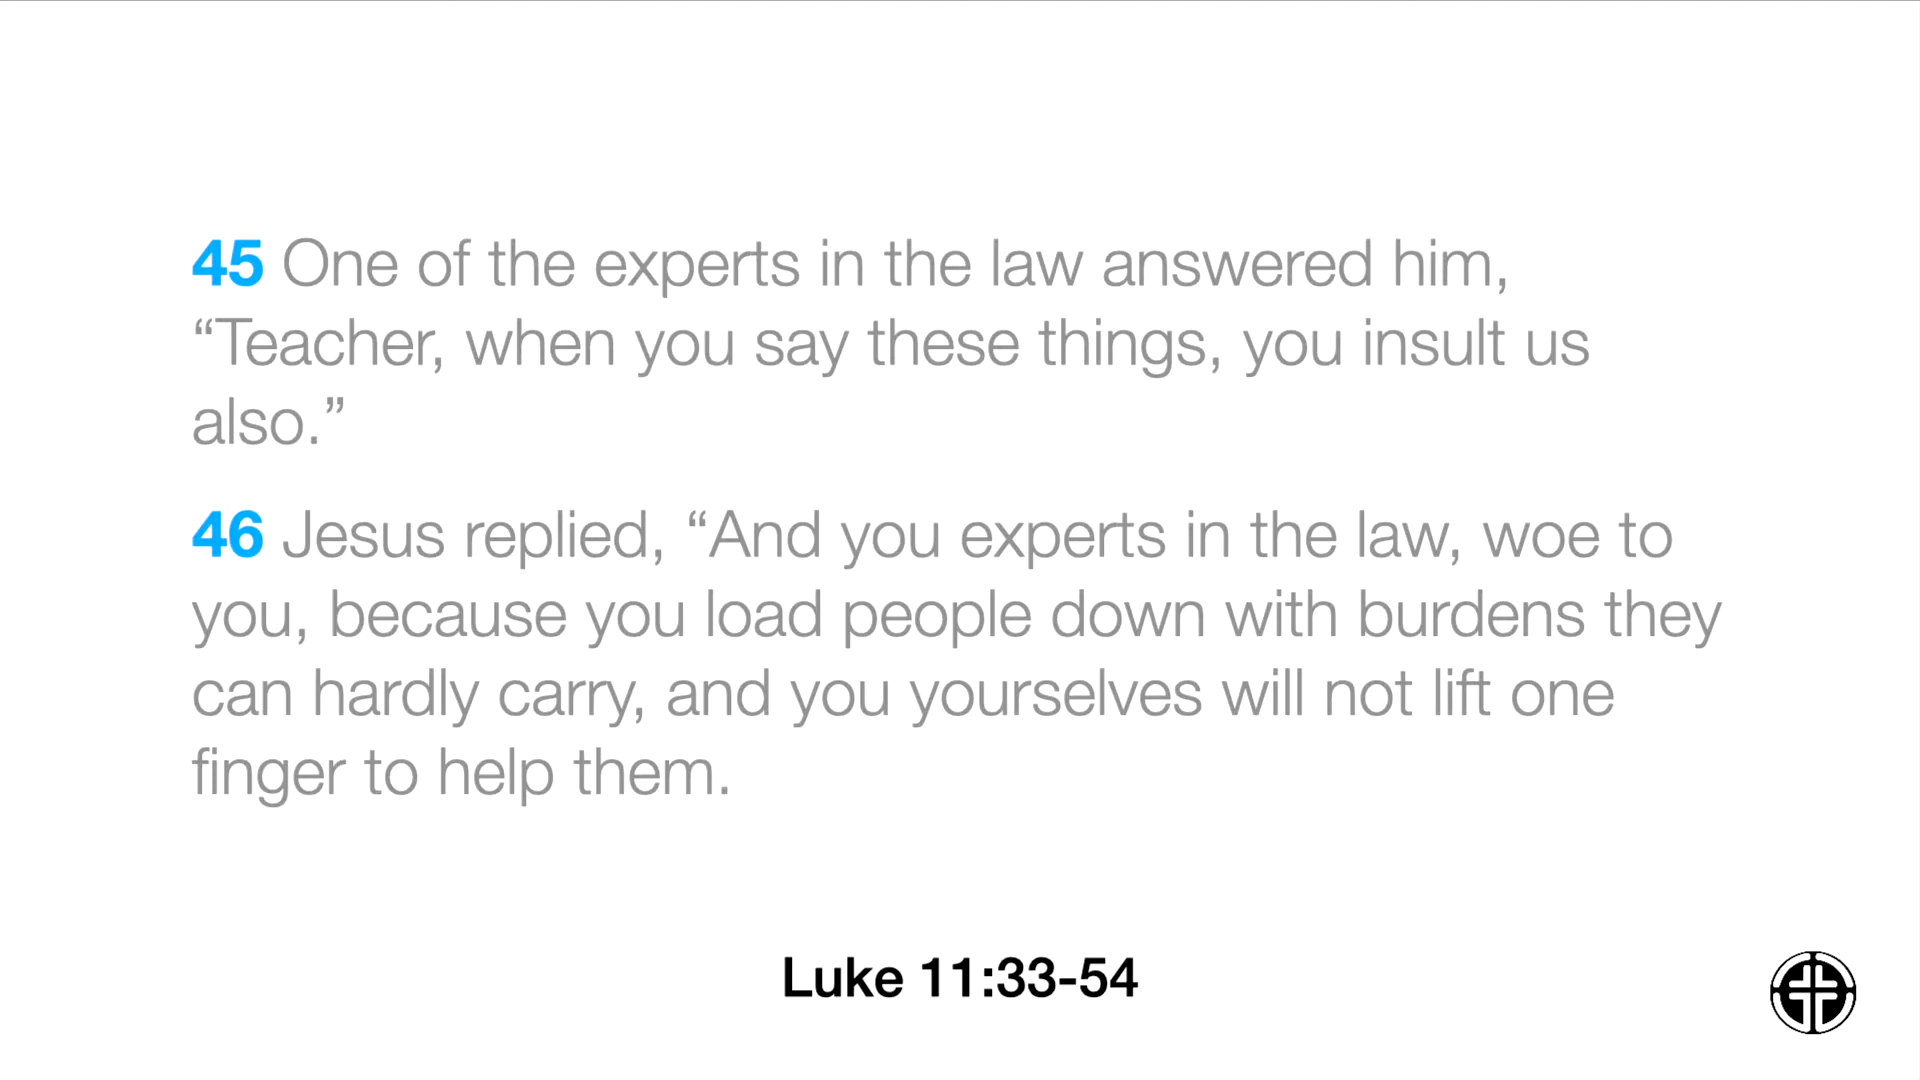 45 One of the experts in the law answered him,
“Teacher, when you say these things, you insult us
also.”
46 Jesus replied, “And you experts in the law, woe to
you, because you load people down with burdens they
can hardly carry, and you yourselves will not lift one
finger to help them.
Luke 11:33-54